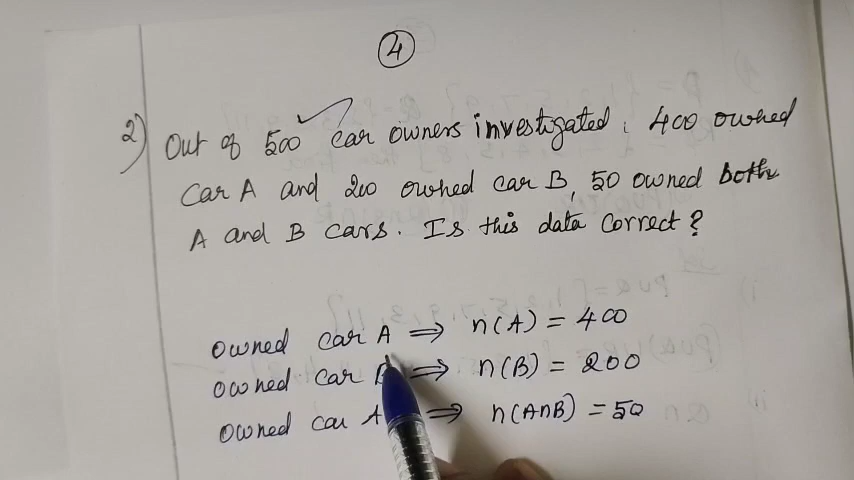 4
2) Out of 500 car owners investigated, 400 owned
car A and 200 owned car B, 50 owned both
A and B cars. Is this data correct?
owned car A ⇒ n(A) = 400
owned car B ⇒ n(B) = 200
owned car A ⇒ n(A∩B) = 50